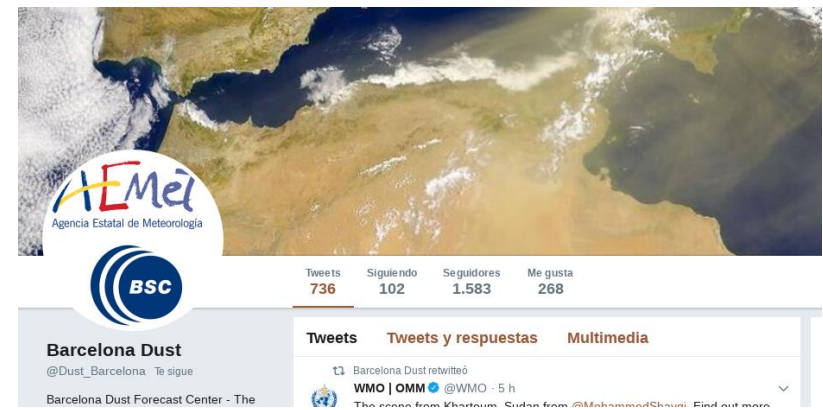 AEMet
Agencia Estatal de Meteorología
BSC
Tweets Siguiendo Seguidores Me gusta
736 102 1.583 268
Barcelona Dust
@Dust_Barcelona Te sigue
Barcelona Dust Forecast Center - The
Tweets Tweets y respuestas Multimedia
Barcelona Dust retwitteó
WMO | OMM @WMO · 5 h
The scene from Khartoum, Sudan from @MohammedShavqi. Find out more